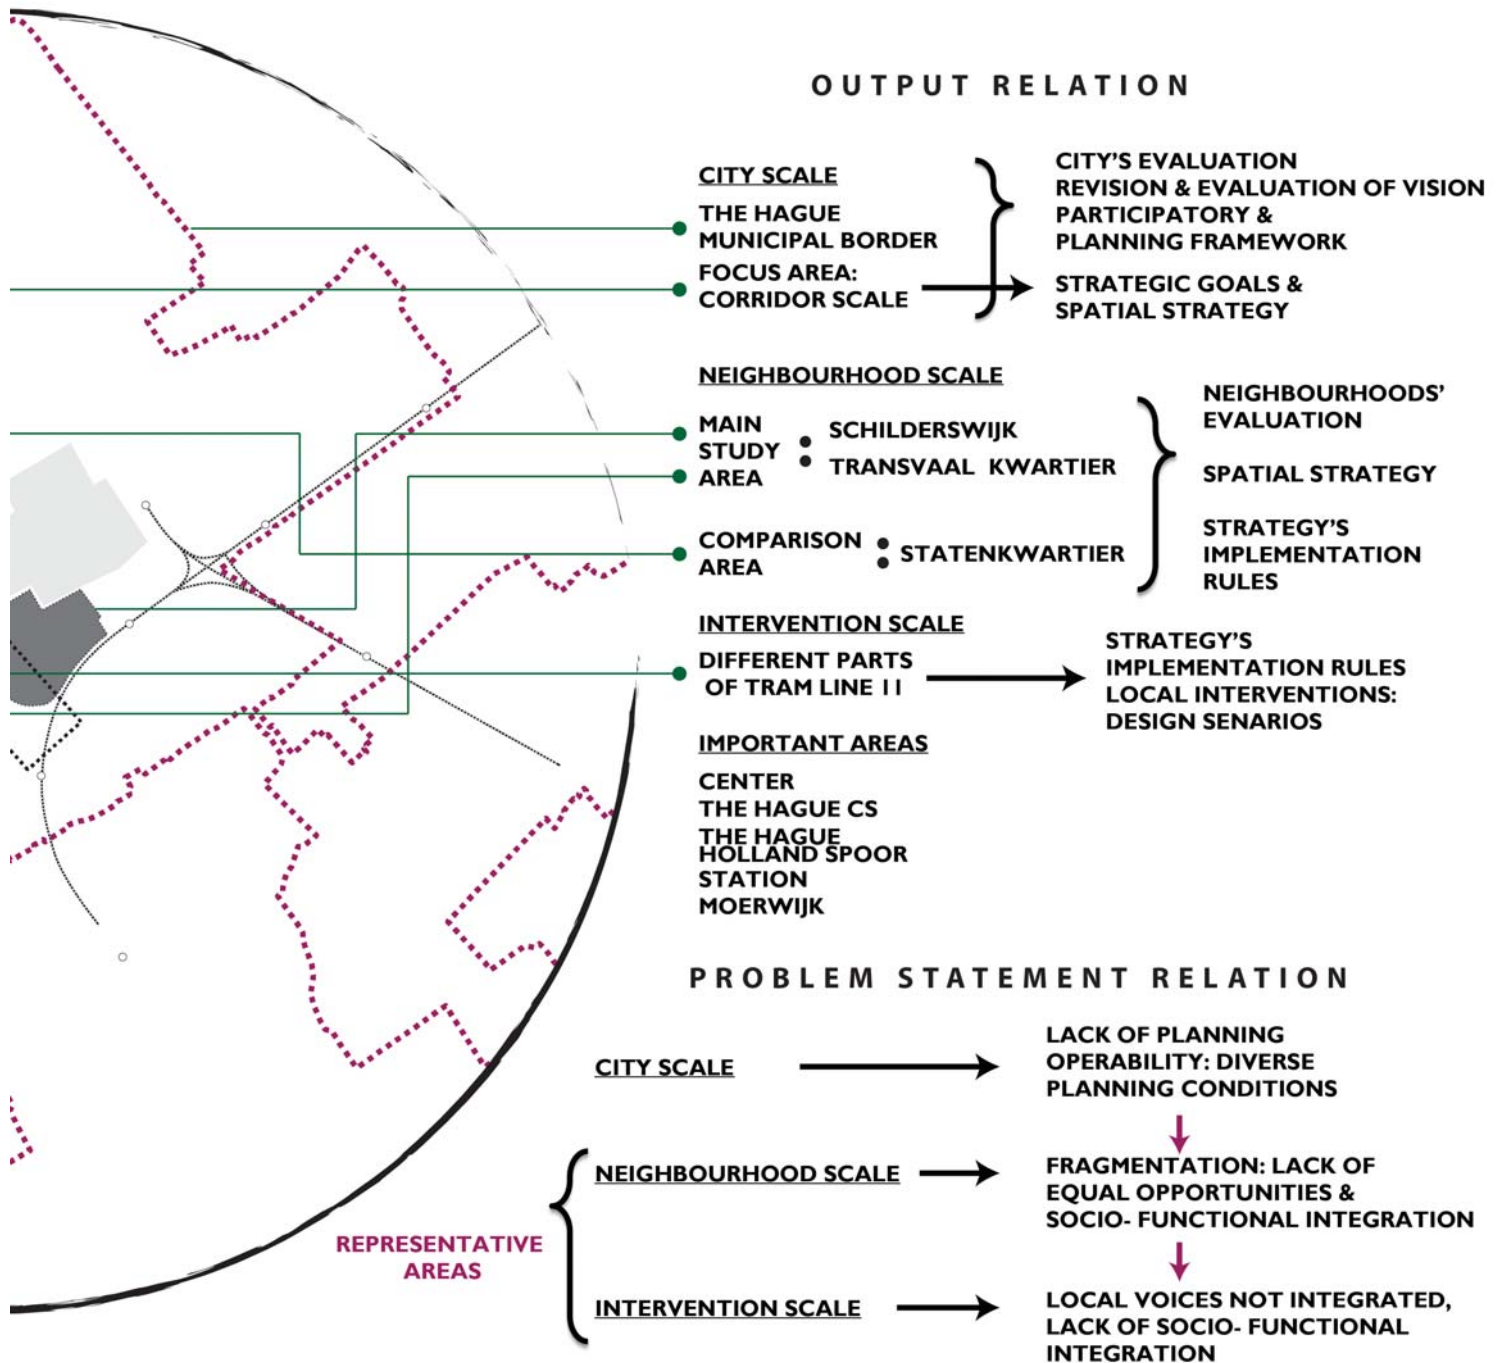 OUTPUT RELATION
CITY SCALE
THE HAGUE
MUNICIPAL BORDER
FOCUS AREA:
CORRIDOR SCALE
CITY'S EVALUATION
REVISION & EVALUATION OF VISION
PARTICIPATORY &
PLANNING FRAMEWORK
STRATEGIC GOALS &
SPATIAL STRATEGY
NEIGHBOURHOOD SCALE
MAIN
STUDY
AREA
: SCHILDERSWIJK
TRANSVAAL KWARTIER
COMPARISON
AREA
: STATENKWARTIER
NEIGHBOURHOODS'
EVALUATION
SPATIAL STRATEGY
STRATEGY'S
IMPLEMENTATION
RULES
INTERVENTION SCALE
DIFFERENT PARTS
OF TRAM LINE 11
STRATEGY'S
IMPLEMENTATION RULES
LOCAL INTERVENTIONS:
DESIGN SENARIOS
IMPORTANT AREAS
CENTER
THE HAGUE CS
THE HAGUE
HOLLAND SPOOR
STATION
MOERWIJK
PROBLEM STATEMENT RELATION
CITY SCALE
LACK OF PLANNING
OPERABILITY: DIVERSE
PLANNING CONDITIONS
REPRESENTATIVE
AREAS
NEIGHBOURHOOD SCALE
FRAGMENTATION: LACK OF
EQUAL OPPORTUNITIES &
SOCIO- FUNCTIONAL INTEGRATION
INTERVENTION SCALE
LOCAL VOICES NOT INTEGRATED,
LACK OF SOCIO- FUNCTIONAL
INTEGRATION